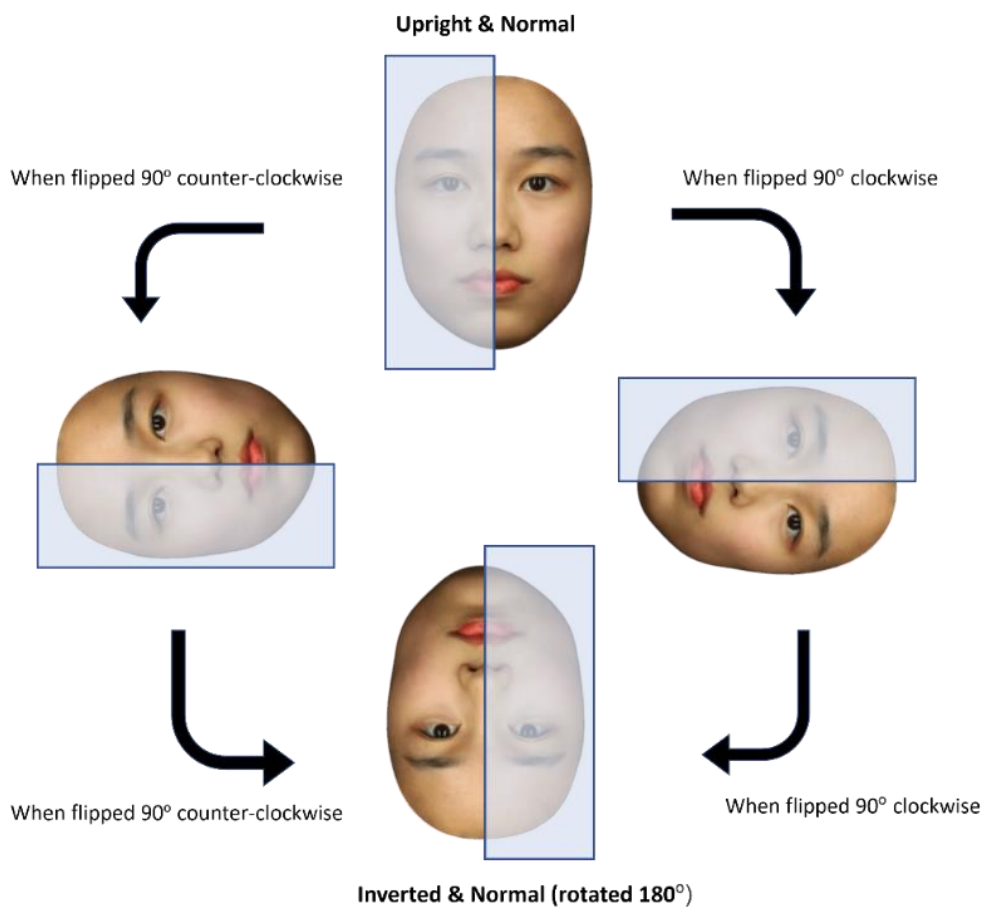 Upright & Normal
When flipped 90° counter-clockwise
When flipped 90° clockwise
When flipped 90° counter-clockwise
When flipped 90° clockwise
Inverted & Normal (rotated 180°)